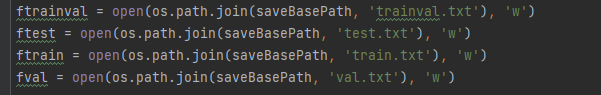 ftrainval = open(os.path.join(saveBasePath, 'trainval.txt'), 'w')
ftest = open(os.path.join(saveBasePath, 'test.txt'), 'w')
ftrain = open(os.path.join(saveBasePath, 'train.txt'), 'w')
fval = open(os.path.join(saveBasePath, 'val.txt'), 'w')